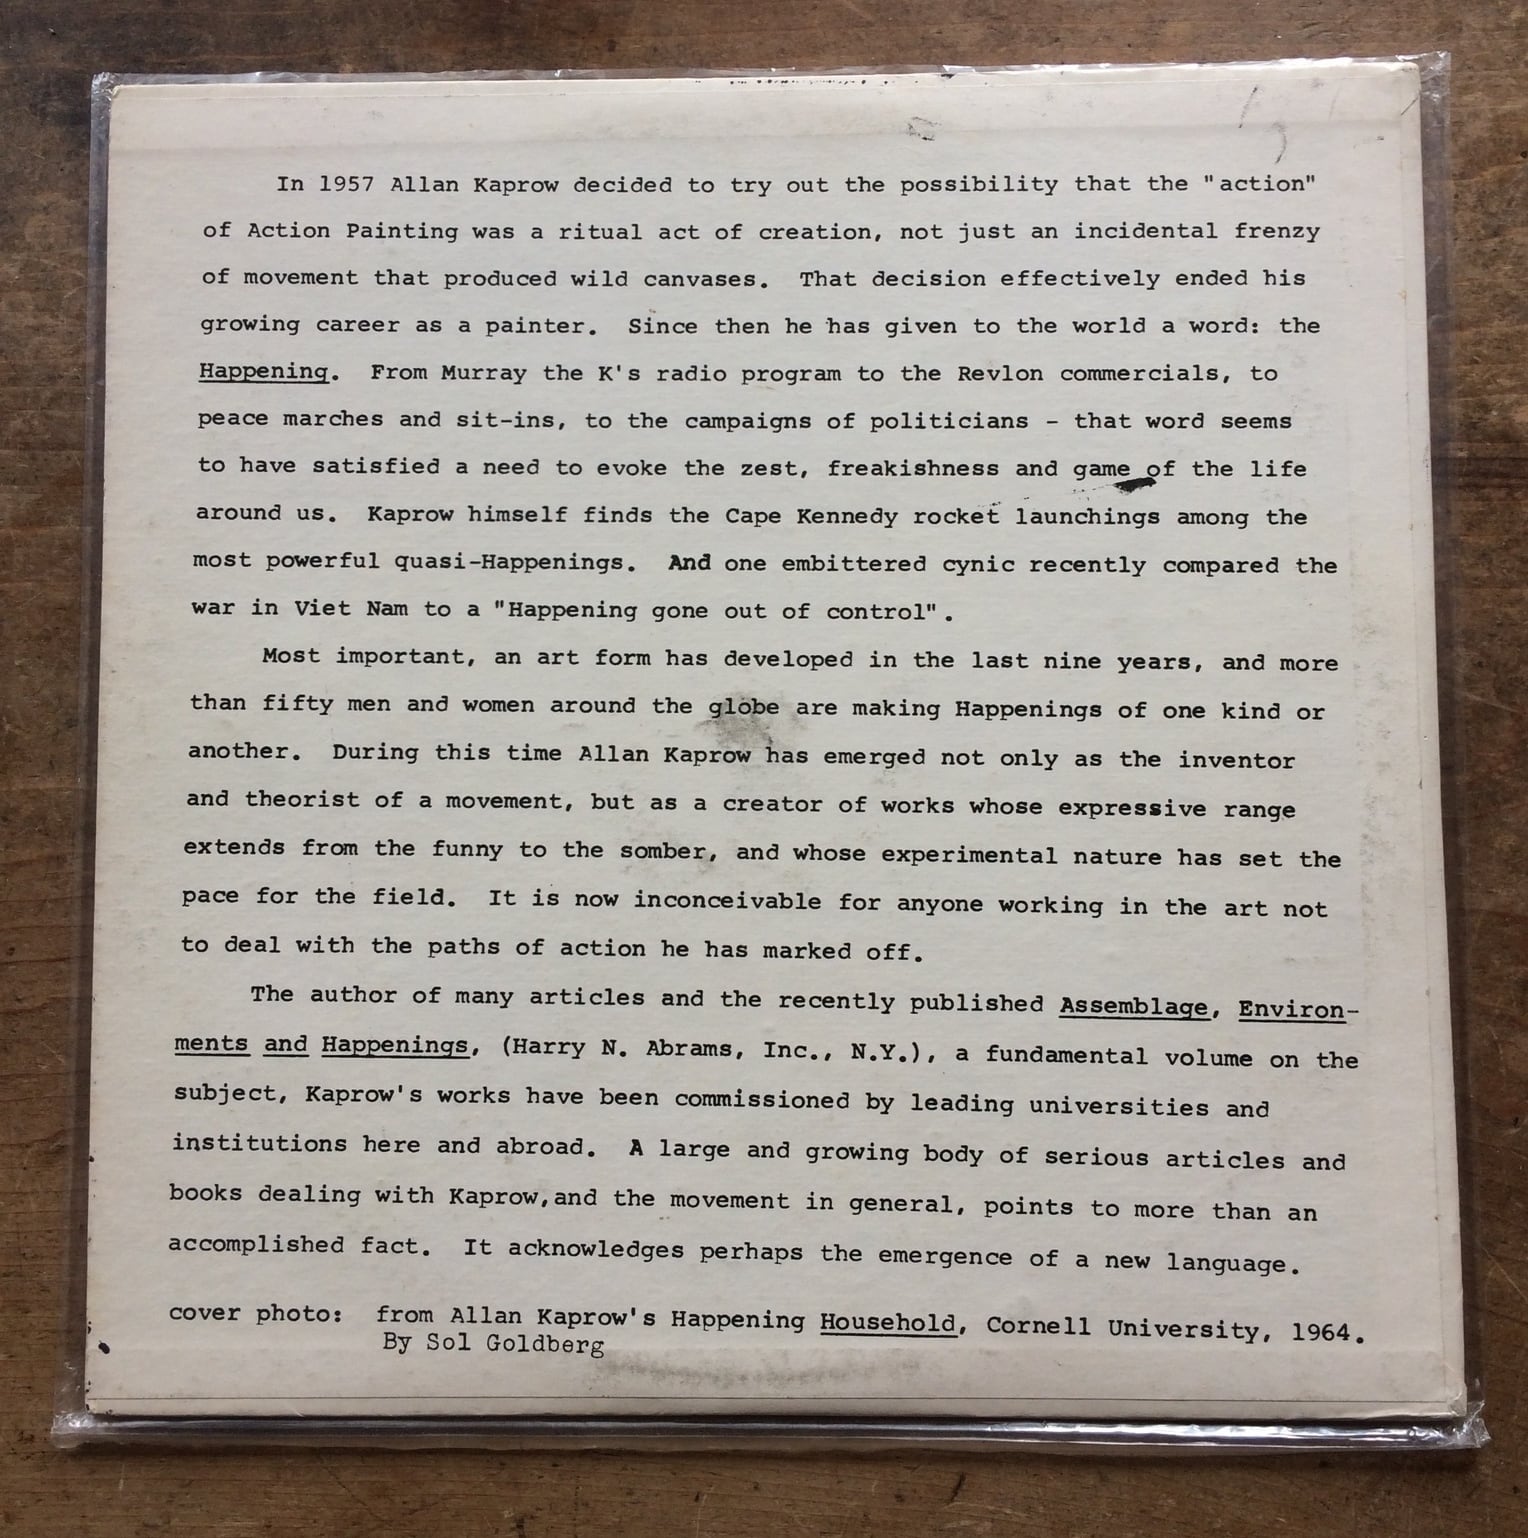 In 1957 Allan Kaprow decided to try out the possibility that the "action"
of Action Painting was a ritual act of creation, not just an incidental frenzy
of movement that produced wild canvases. That decision effectively ended his
growing career as a painter. Since then he has given to the world a word: the
Happening. From Murray the K's radio program to the Revlon commercials, to
peace marches and sit-ins, to the campaigns of politicians - that word seems
to have satisfied a need to evoke the zest, freakishness and game of the life
around us. Kaprow himself finds the Cape Kennedy rocket launchings among the
most powerful quasi-Happenings. And one embittered cynic recently compared the
war in Viet Nam to a "Happening gone out of control".
Most important, an art form has developed in the last nine years, and more
than fifty men and women around the globe are making Happenings of one kind or
another. During this time Allan Kaprow has emerged not only as the inventor
and theorist of a movement, but as a creator of works whose expressive range
extends from the funny to the somber, and whose experimental nature has set the
pace for the field. It is now inconceivable for anyone working in the art not
to deal with the paths of action he has marked off.
The author of many articles and the recently published Assemblage, Environ-
ments and Happenings, (Harry N. Abrams, Inc., N.Y.), a fundamental volume on the
subject, Kaprow's works have been commissioned by leading universities and
institutions here and abroad. A large and growing body of serious articles and
books dealing with Kaprow,and the movement in general, points to more than an
accomplished fact. It acknowledges perhaps the emergence of a new language.
cover photo: from Allan Kaprow's Happening Household, Cornell University, 1964.
By Sol Goldberg